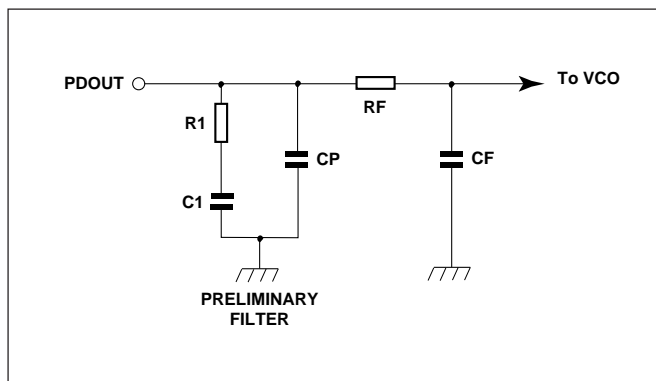 PDOUT
To VCO
R1
RF
CP
CF
C1
PRELIMINARY
FILTER